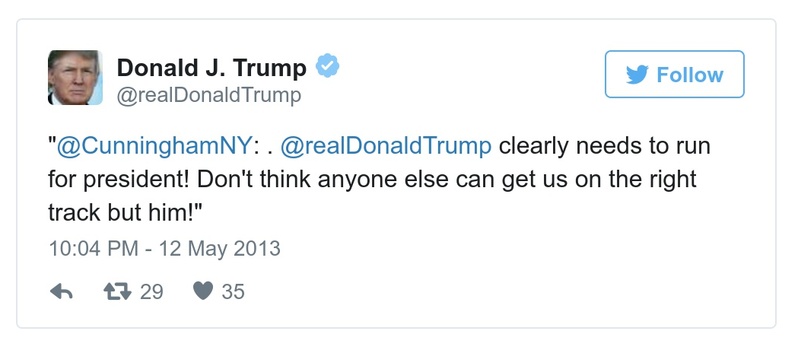 Donald J. Trump
@realDonaldTrump
Follow
"@CunninghamNY: . @realDonaldTrump clearly needs to run
for president! Don't think anyone else can get us on the right
track but him!"
10:04 PM - 12 May 2013
29 35